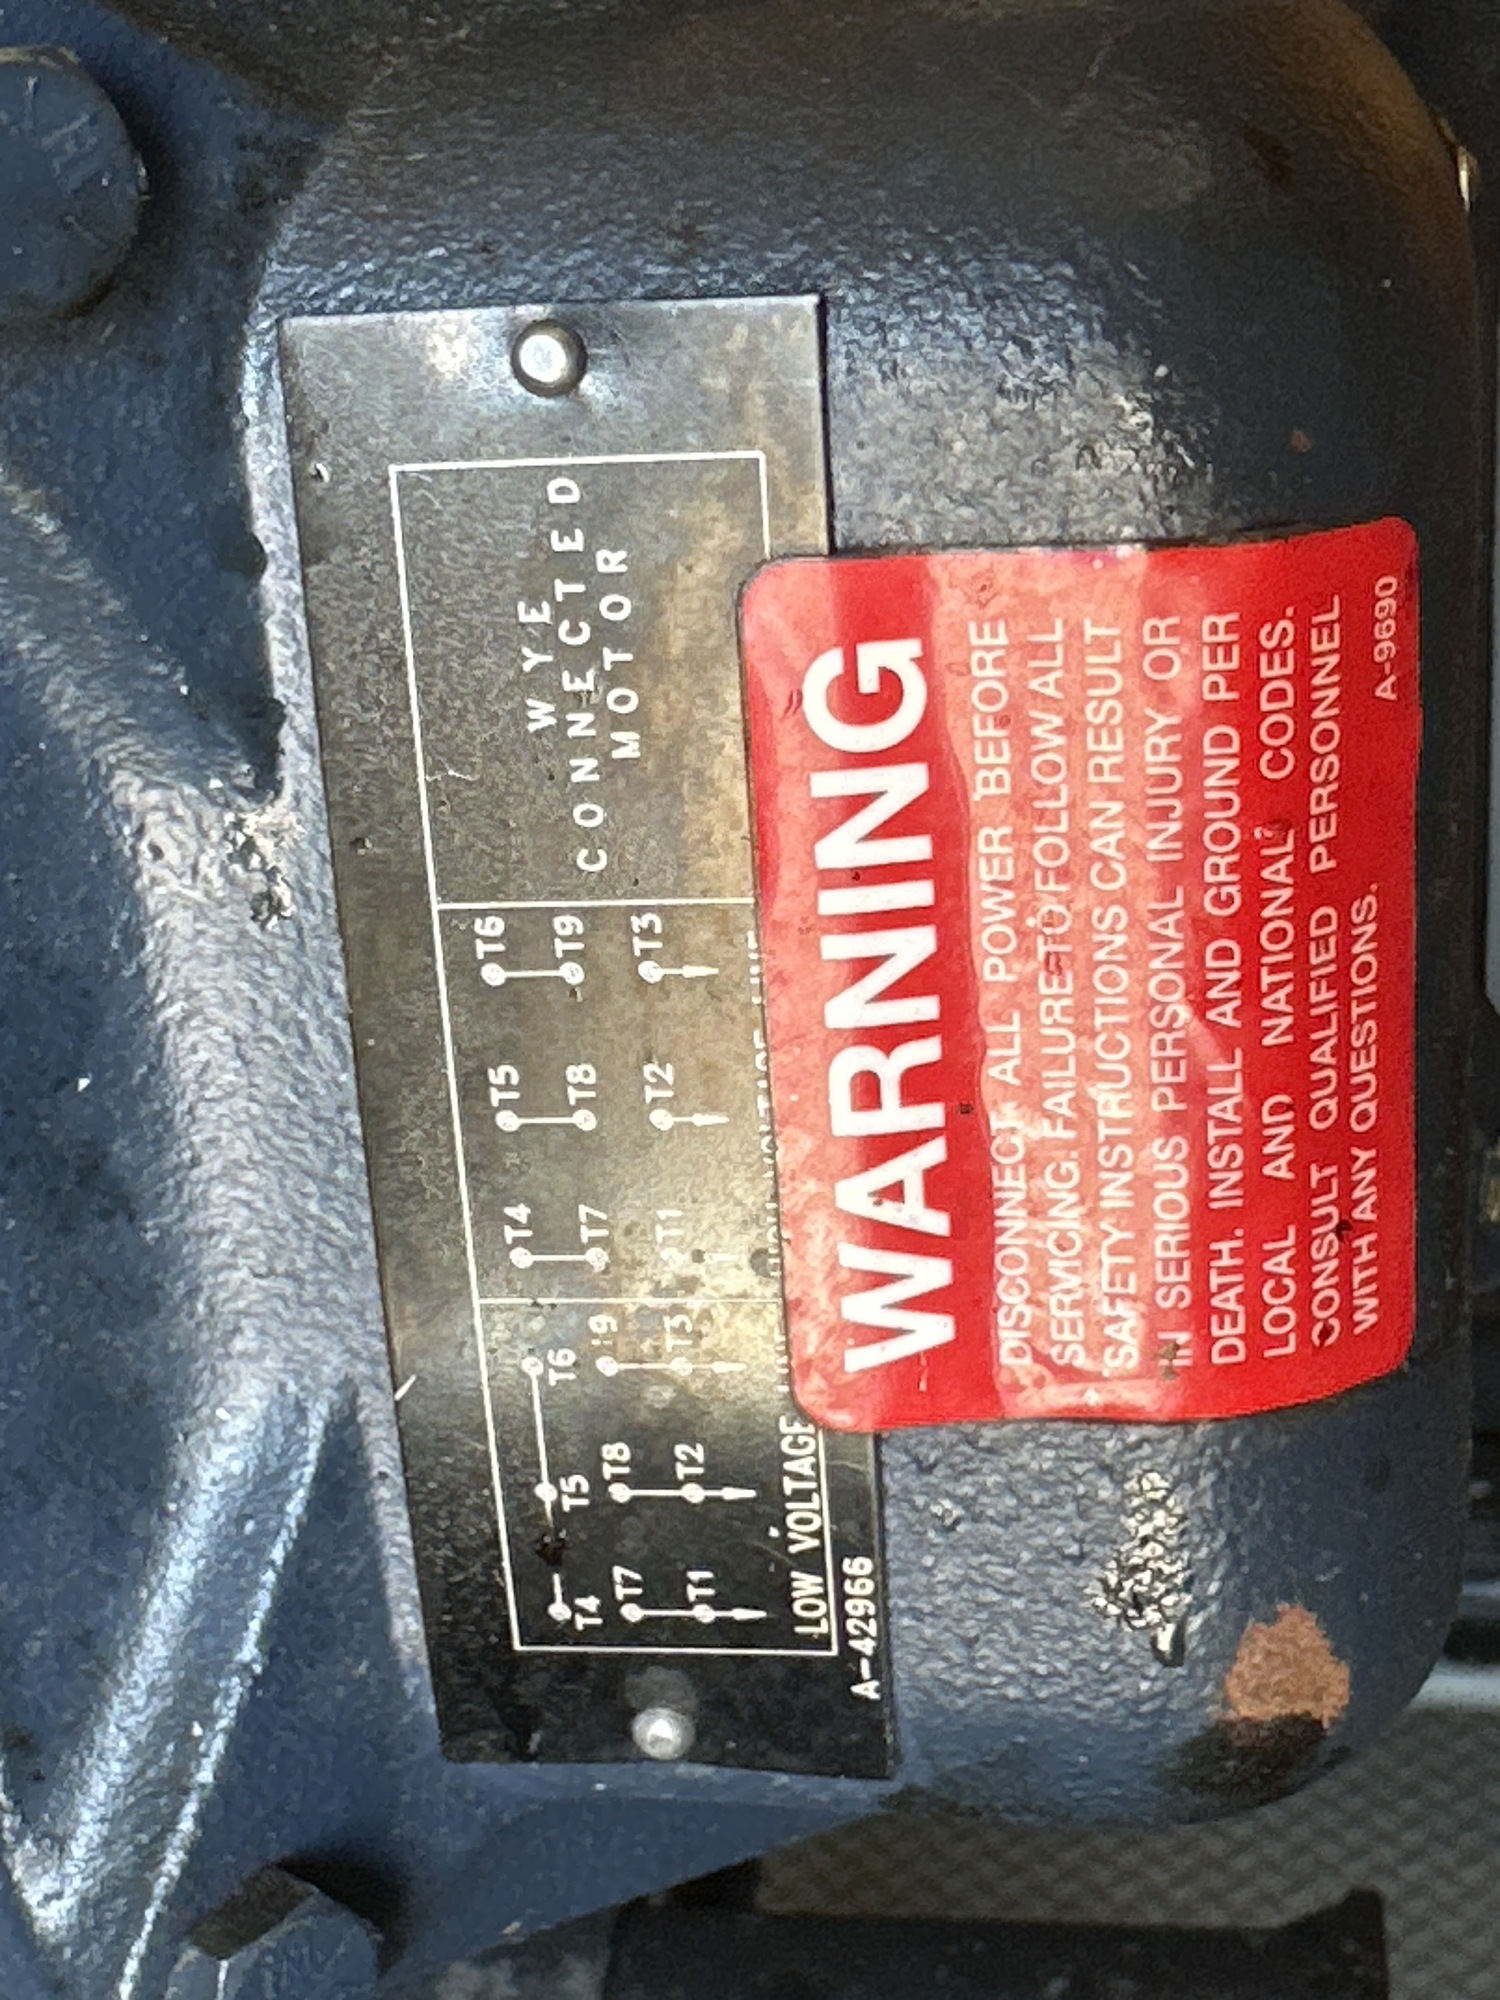 T4 T5 T6
T7 T8
T1 T2 T3
LOW VOLTAGE
T4 T5 T6
T7 T8 T9
T1 T2 T3
WYE
CONNECTED
MOTOR
A-42966
WARNING
DISCONNECT ALL POWER BEFORE
SERVICING. FAILURE TO FOLLOW ALL
SAFETY INSTRUCTIONS CAN RESULT
IN SERIOUS PERSONAL INJURY OR
DEATH. INSTALL AND GROUND PER
LOCAL AND NATIONAL CODES.
CONSULT QUALIFIED PERSONNEL
WITH ANY QUESTIONS.
A-9690